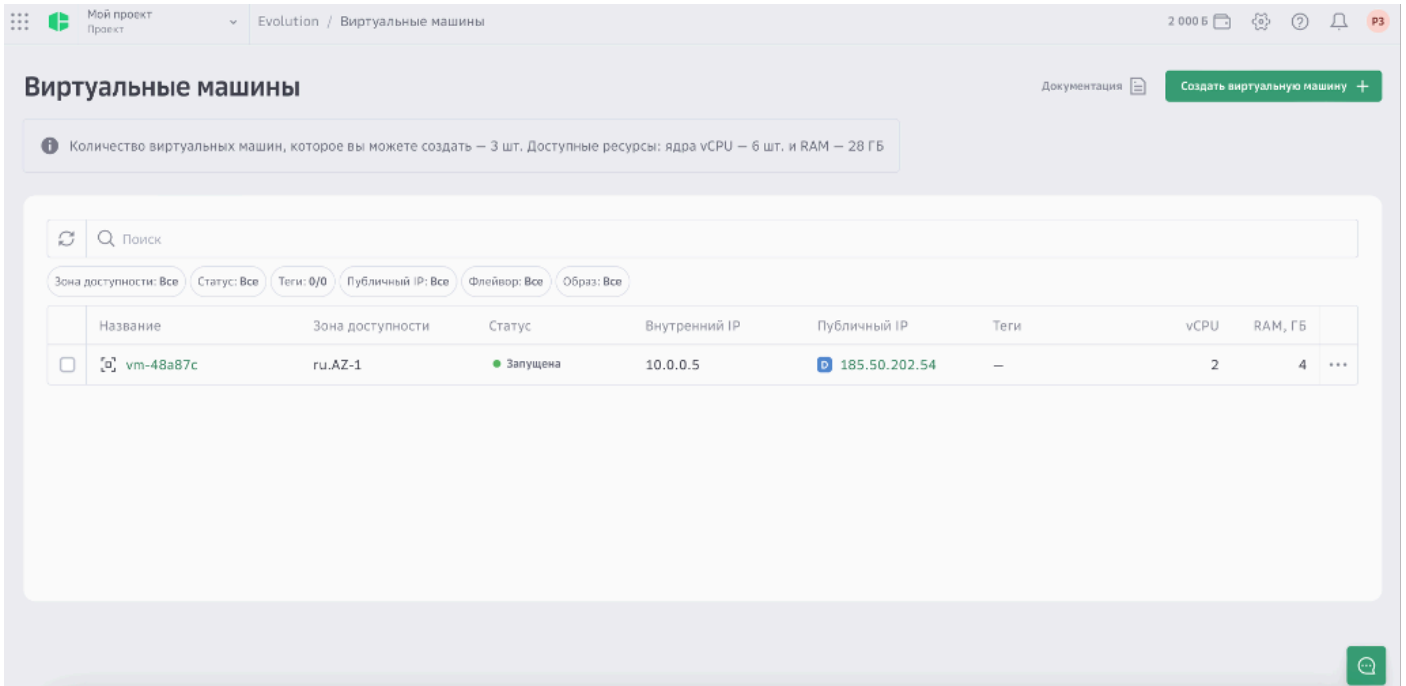 Мой проект
Проект
Evolution / Виртуальные машины
2 000 Б
РЗ
Виртуальные машины
Документация
Создать виртуальную машину
Количество виртуальных машин, которое вы можете создать — 3 шт. Доступные ресурсы: ядра vCPU — 6 шт. и RAM — 28 ГБ
Поиск
Зона доступности: Все Статус: Все Теги: 0/0 Публичный IP: Все Флейвор: Все Образ: Все
Название Зона доступности Статус Внутренний IP Публичный IP Теги vCPU RAM, ГБ
vm-48a87c ru.AZ-1 Запущена 10.0.0.5 D 185.50.202.54 — 2 4